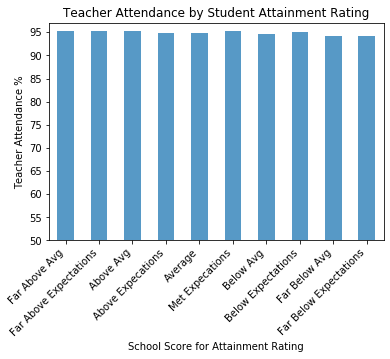 Teacher Attendance by Student Attainment Rating
Teacher Attendance %
95
90
85
80
75
70
65
60
55
50
Far Above Avg
Far Above Expectations
Above Avg
Above Expecations
Average
Met Expecations
Below Avg
Below Expectations
Far Below Avg
Far Below Expectations
School Score for Attainment Rating